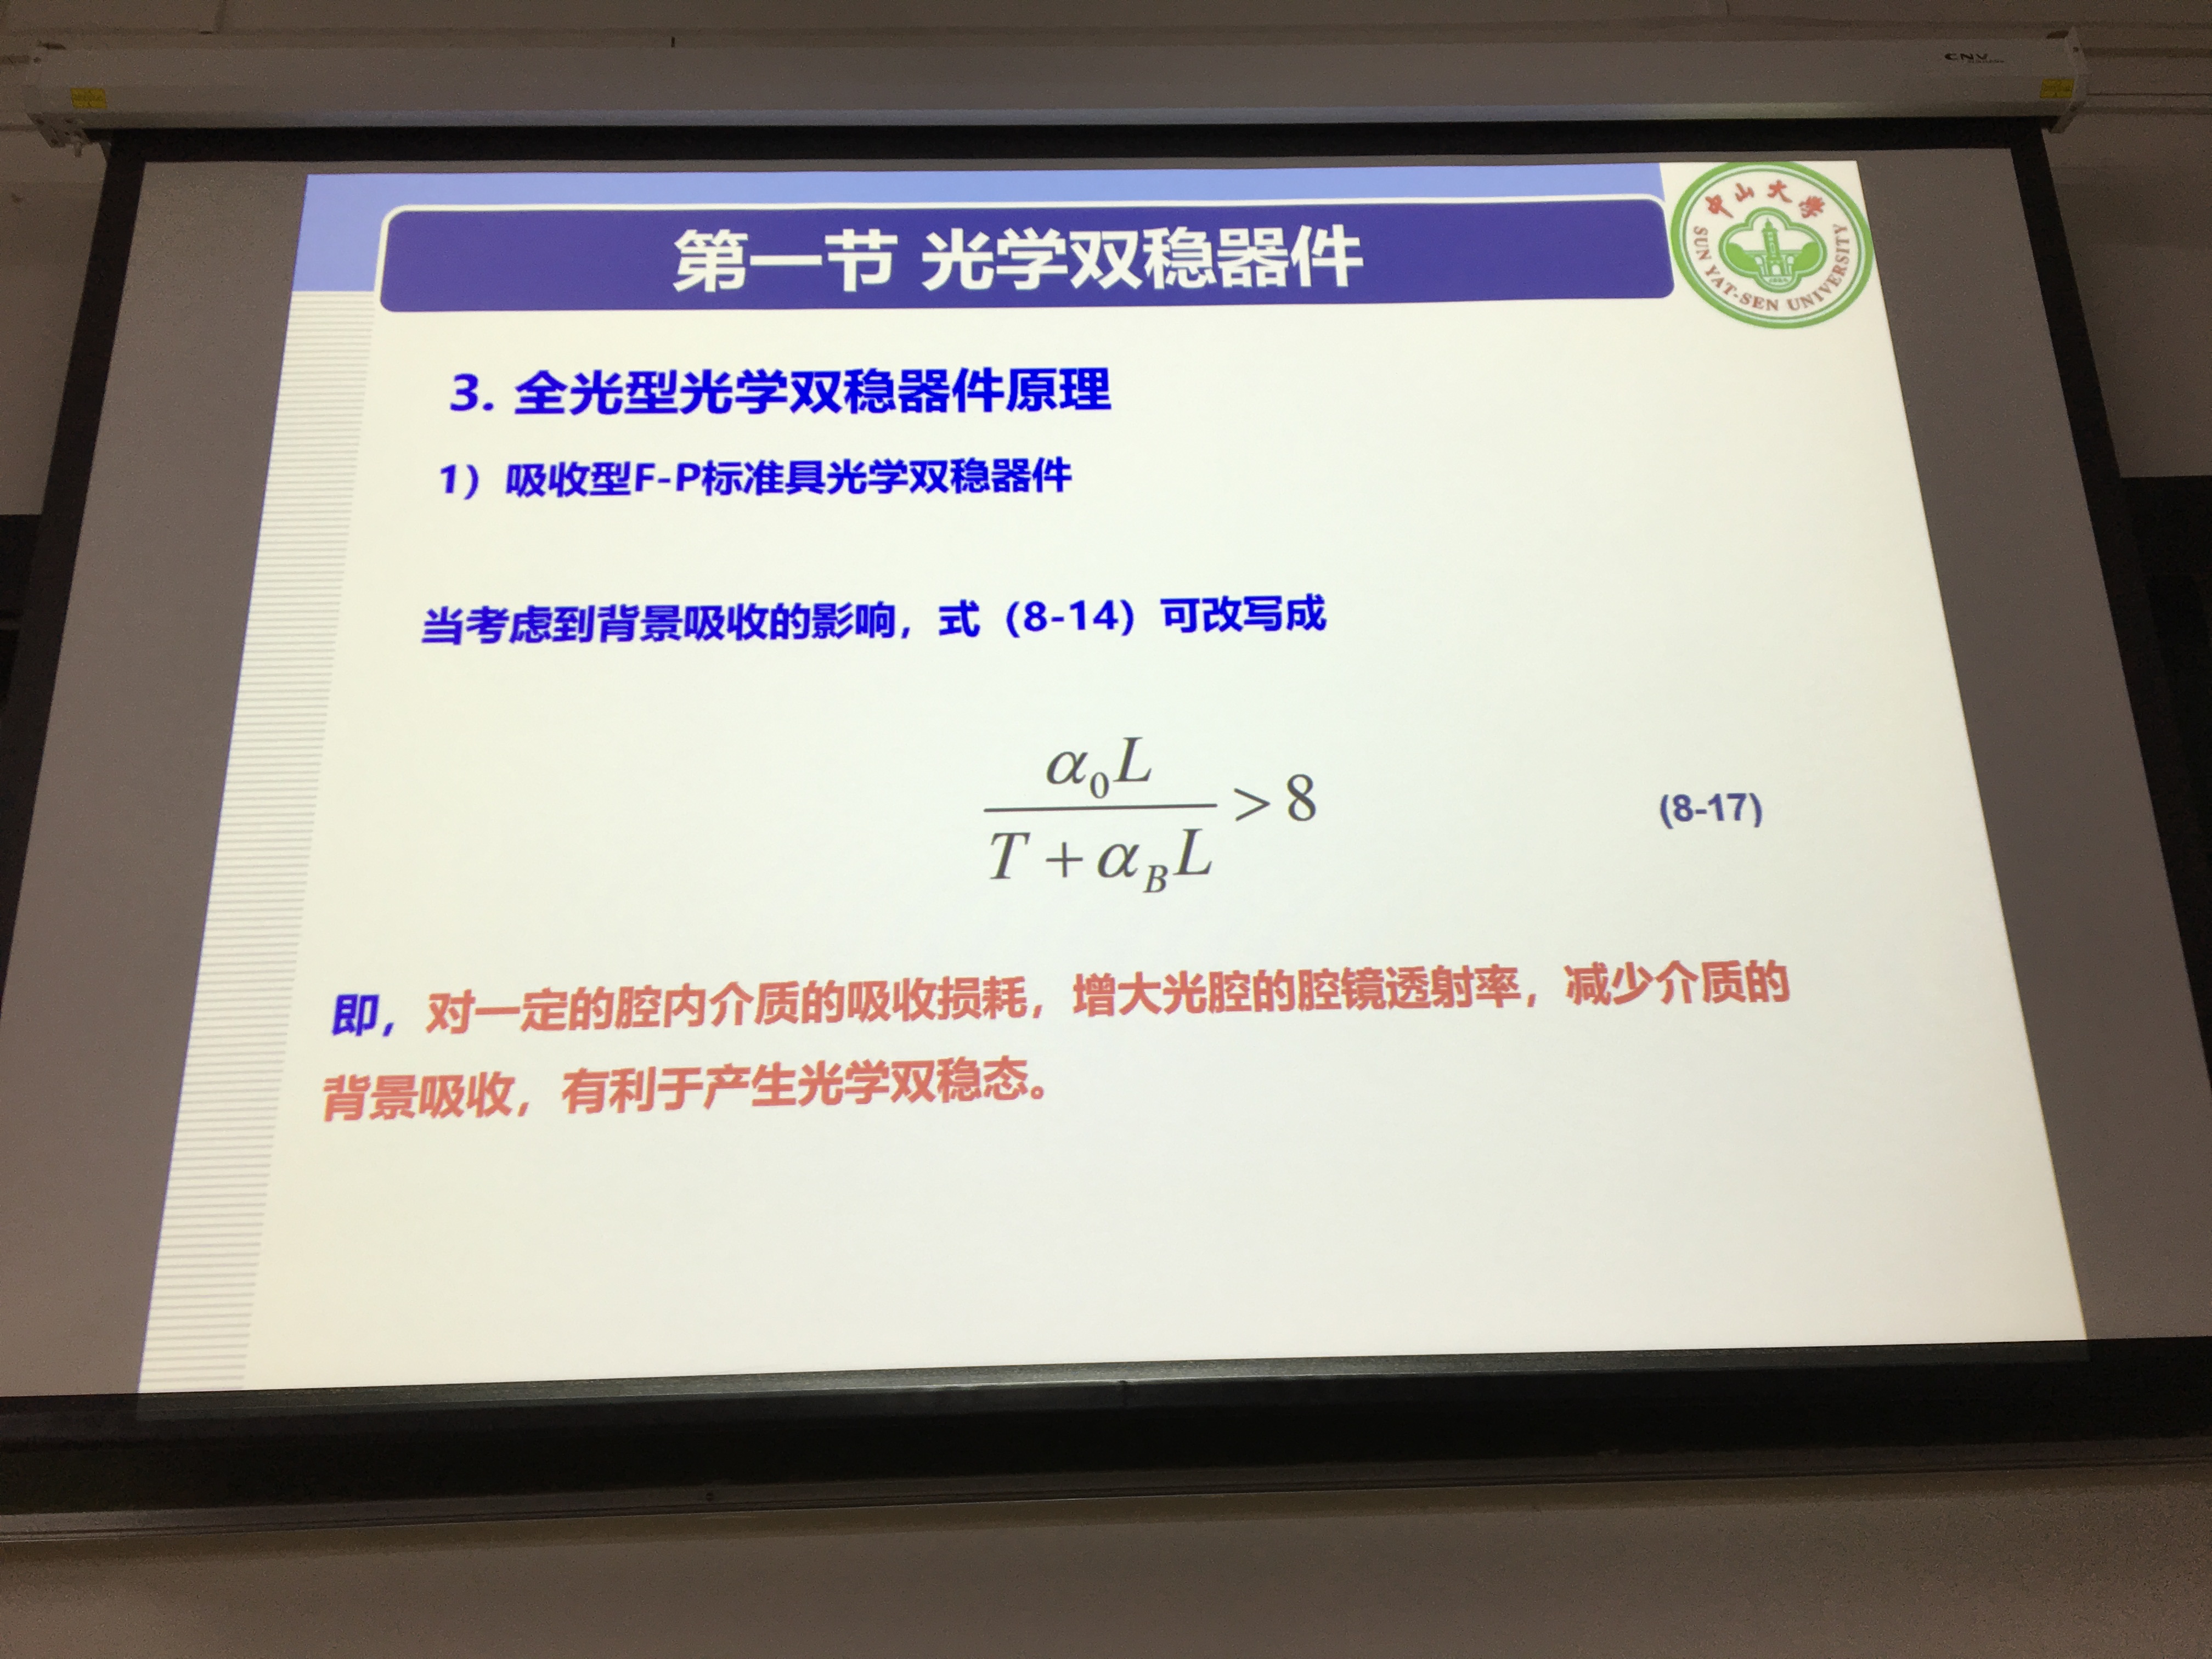 CNV
第一节 光学双稳器件
中山大學
SUN YAT-SEN UNIVERSITY
3. 全光型光学双稳器件原理
1）吸收型F-P标准具光学双稳器件
当考虑到背景吸收的影响，式（8-14）可改写成
α₀L
T + α_B L
> 8
(8-17)
即，对一定的腔内介质的吸收损耗，增大光腔的腔镜透射率，减少介质的
背景吸收，有利于产生光学双稳态。